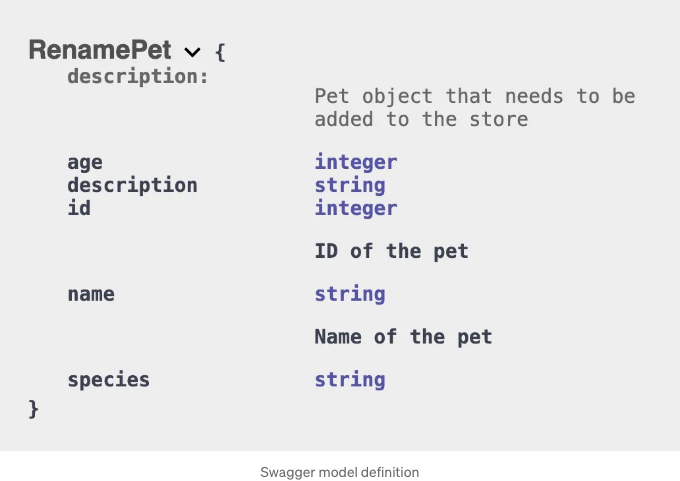 RenamePet {
description:
Pet object that needs to be
added to the store
age integer
description string
id integer
ID of the pet
name string
Name of the pet
species string
}
Swagger model definition